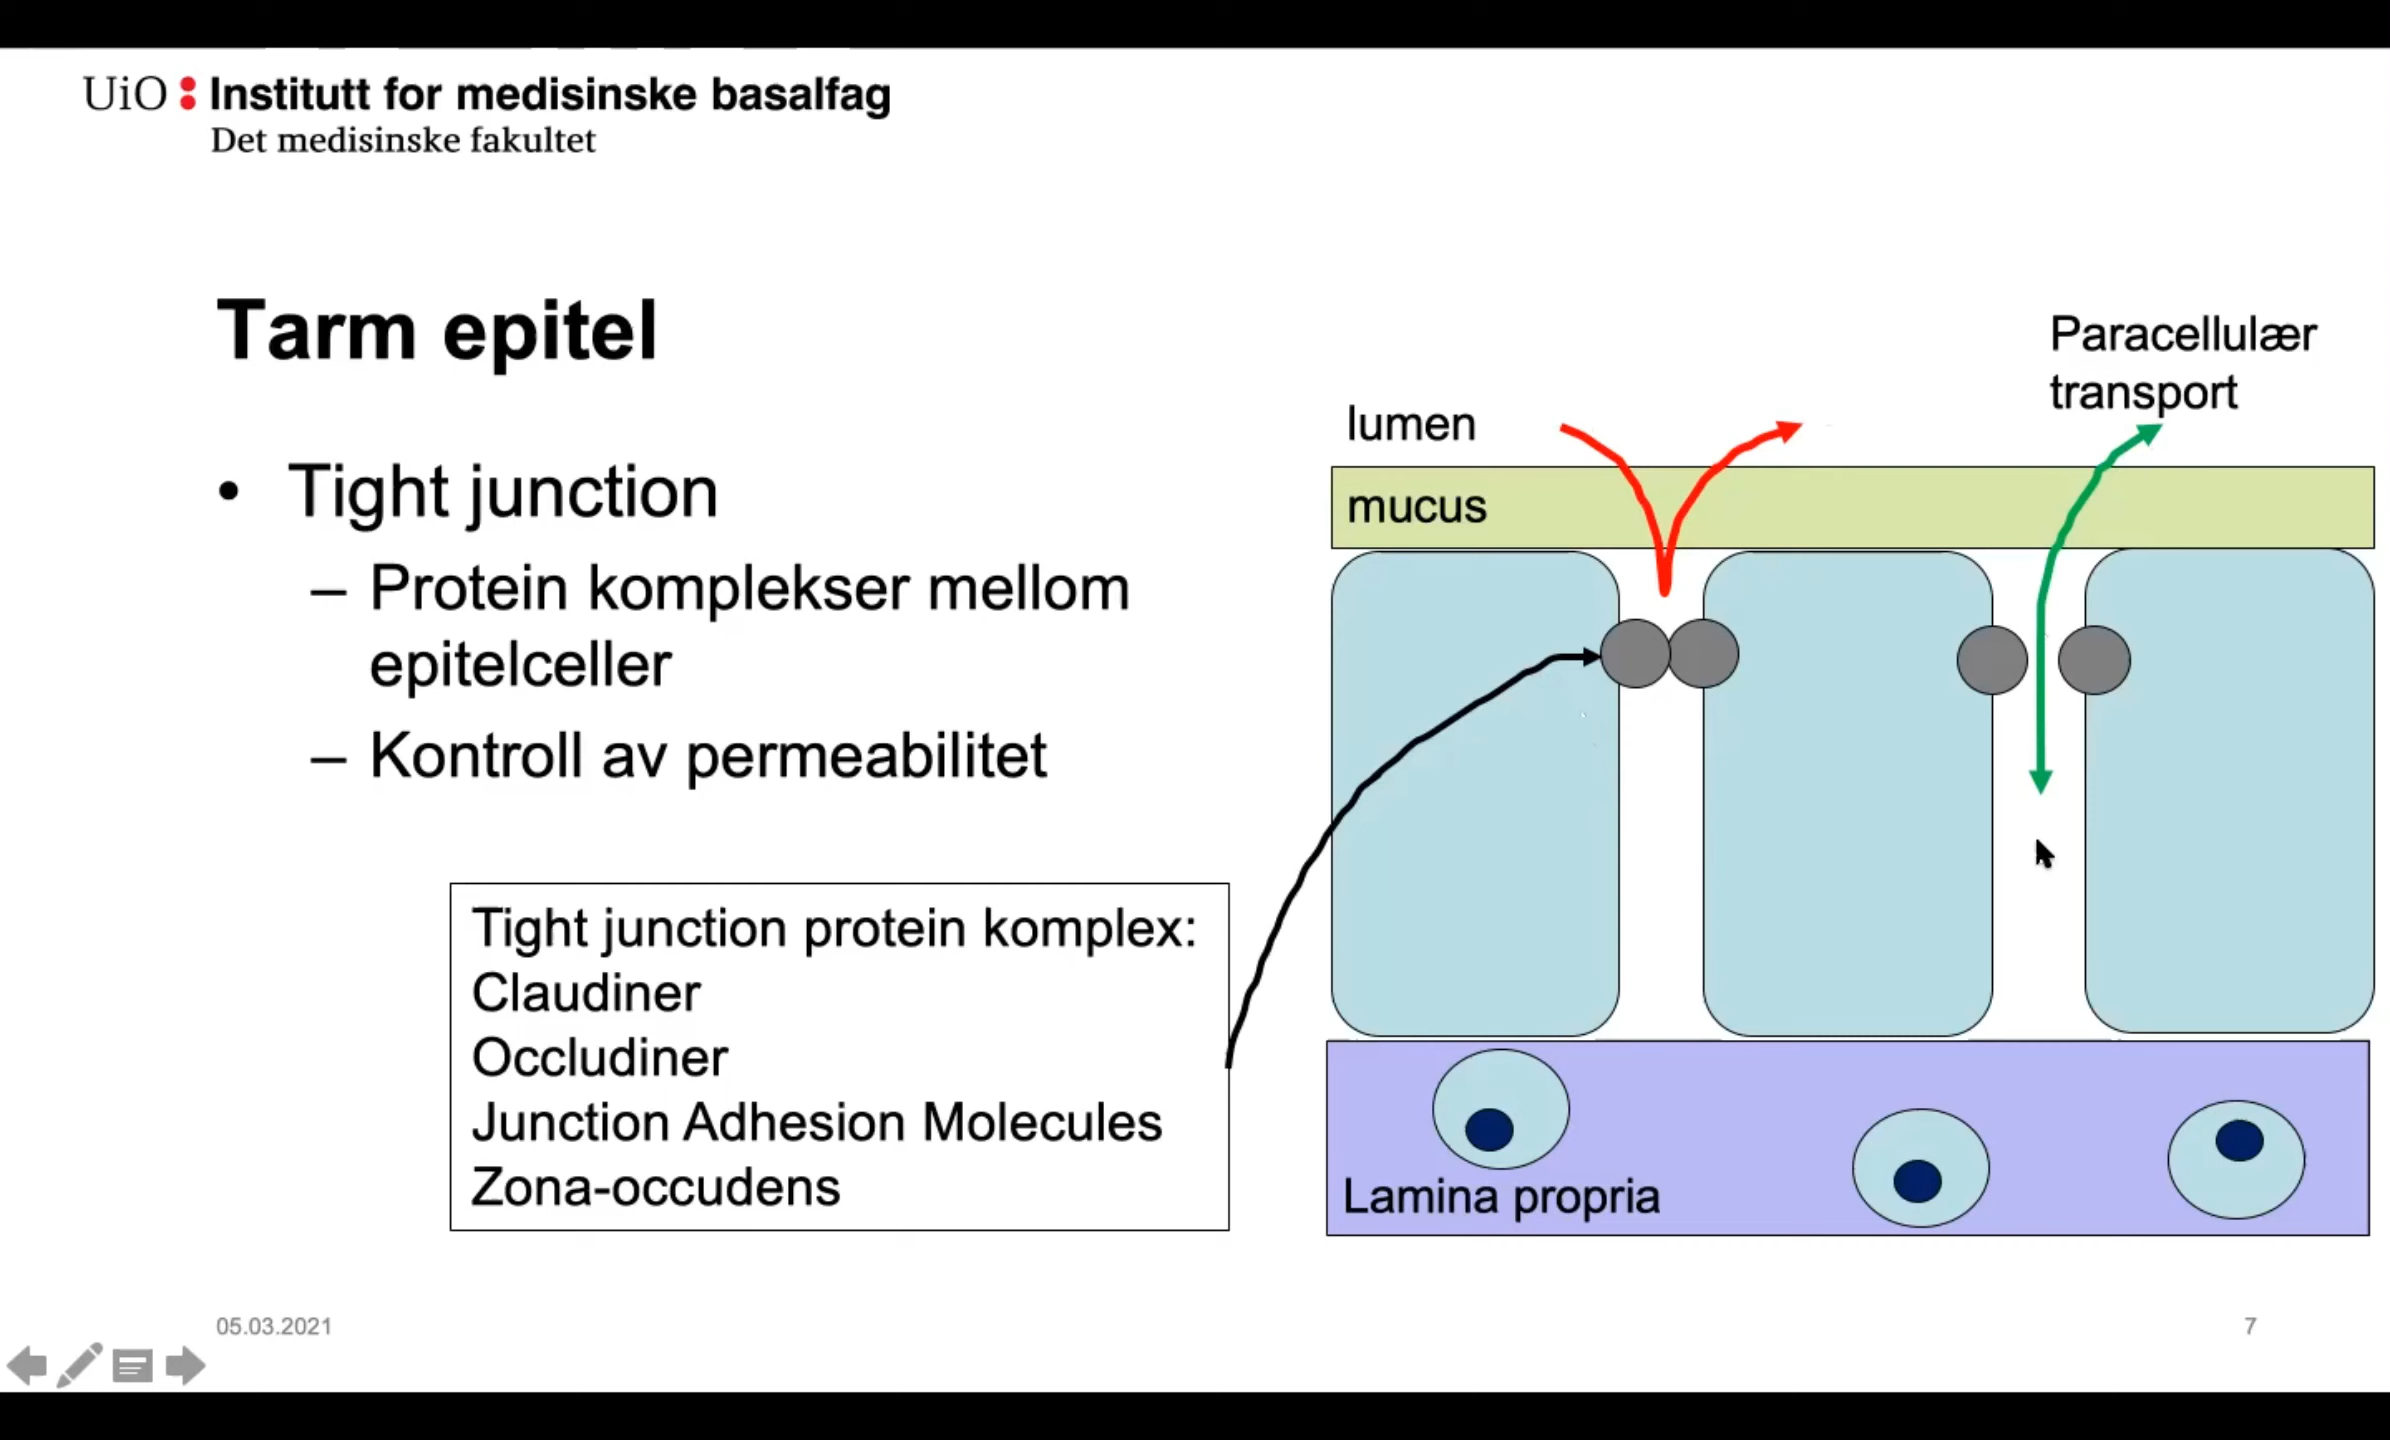 UiO : Institutt for medisinske basalfag
Det medisinske fakultet
Tarm epitel
• Tight junction
– Protein komplekser mellom
epitelceller
– Kontroll av permeabilitet
Tight junction protein komplex:
Claudiner
Occludiner
Junction Adhesion Molecules
Zona-occudens
Paracellulær
transport
lumen
mucus
Lamina propria
05.03.2021
7